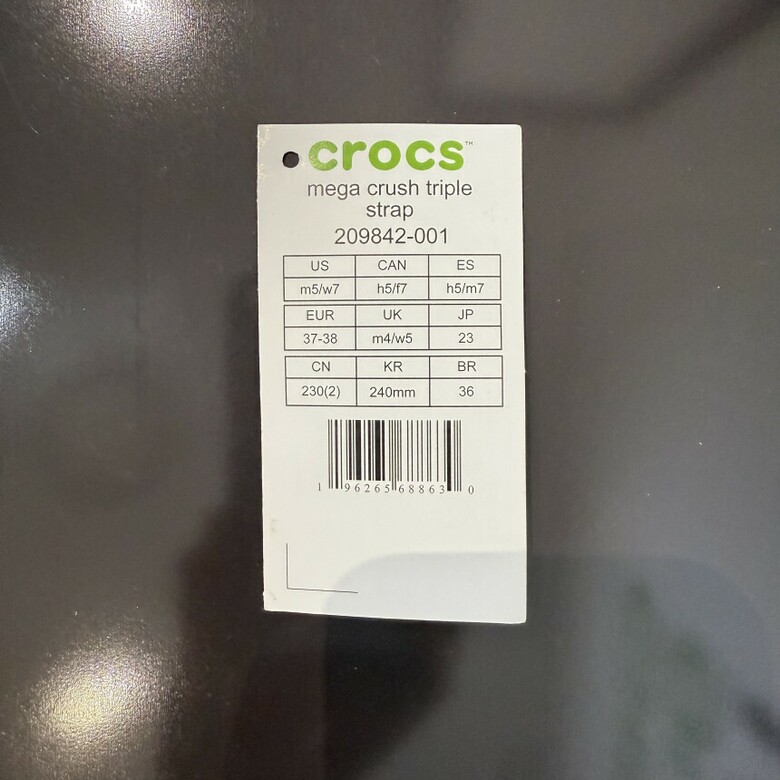 crocs™
mega crush triple
strap
209842-001
US CAN ES
m5/w7 h5/f7 h5/m7
EUR UK JP
37-38 m4/w5 23
CN KR BR
230(2) 240mm 36
1 96265 68863 0